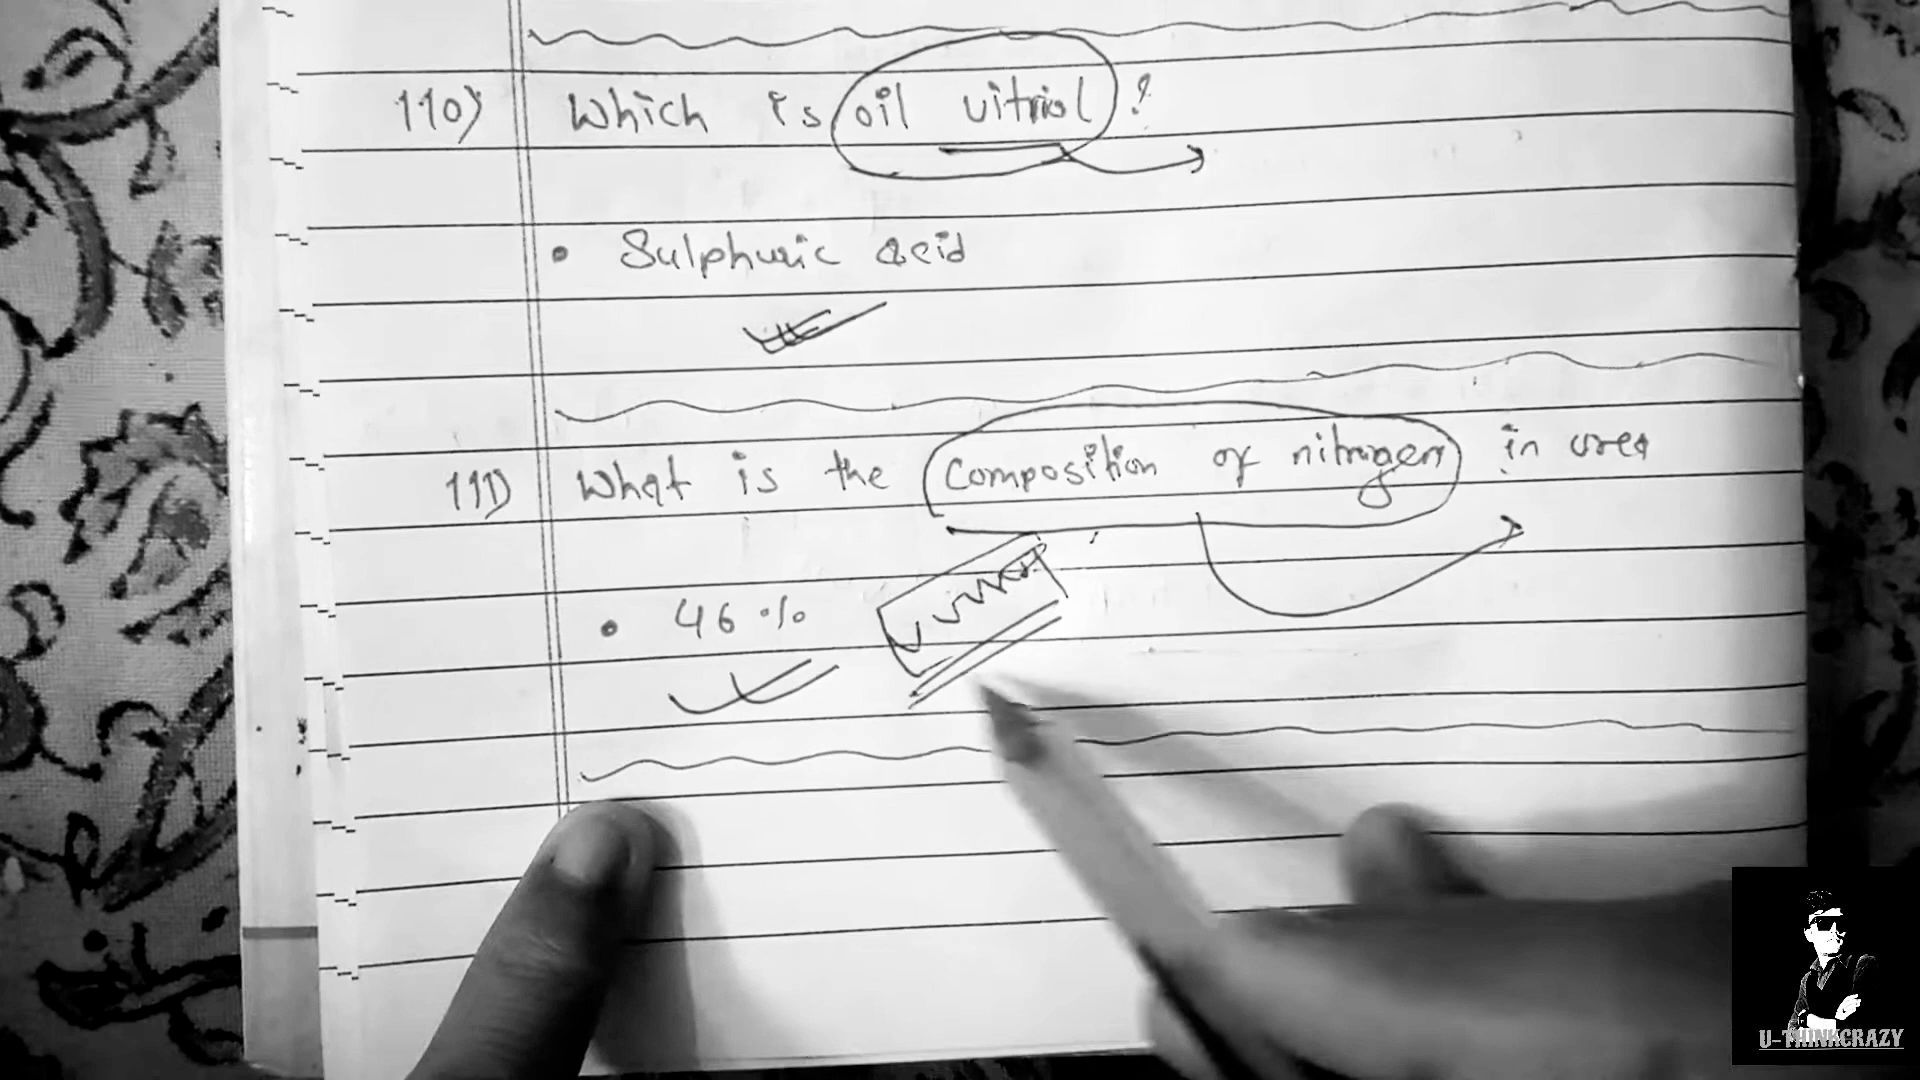 110) Which is oil vitriol ?
• Sulphuric acid
111) What is the composition of nitrogen in urea
• 46 %
U-THINKCRAZY